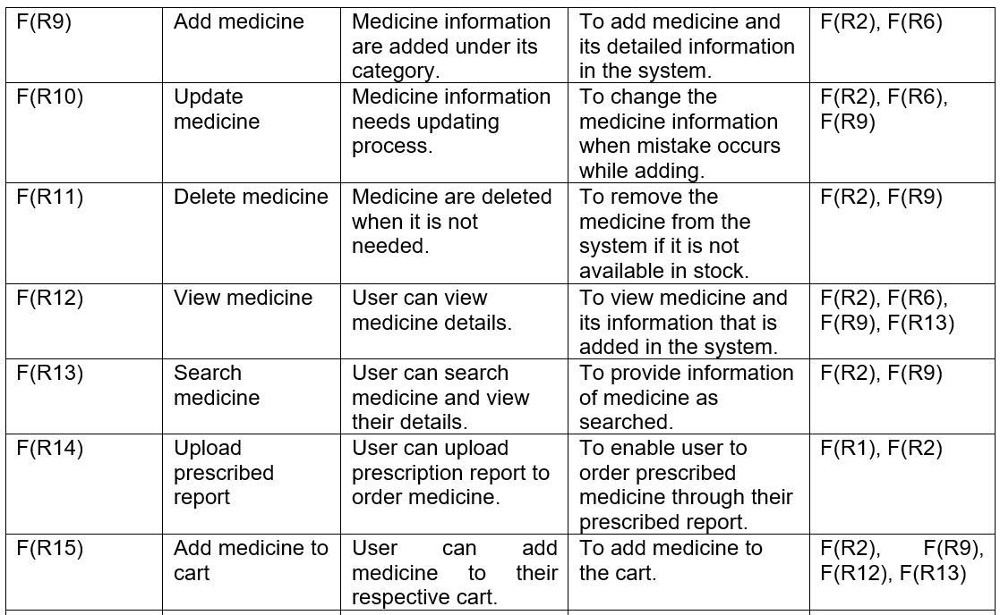 F(R9) Add medicine Medicine information To add medicine and F(R2), F(R6)
are added under its its detailed information
category. in the system.
F(R10) Update Medicine information To change the F(R2), F(R6),
medicine needs updating medicine information F(R9)
process. when mistake occurs
while adding.
F(R11) Delete medicine Medicine are deleted To remove the F(R2), F(R9)
when it is not medicine from the
needed. system if it is not
available in stock.
F(R12) View medicine User can view To view medicine and F(R2), F(R6),
medicine details. its information that is F(R9), F(R13)
added in the system.
F(R13) Search User can search To provide information F(R2), F(R9)
medicine medicine and view of medicine as
their details. searched.
F(R14) Upload User can upload To enable user to F(R1), F(R2)
prescribed prescription report to order prescribed
report order medicine. medicine through their
prescribed report.
F(R15) Add medicine to User can add To add medicine to F(R2), F(R9),
cart medicine to their the cart. F(R12), F(R13)
respective cart.